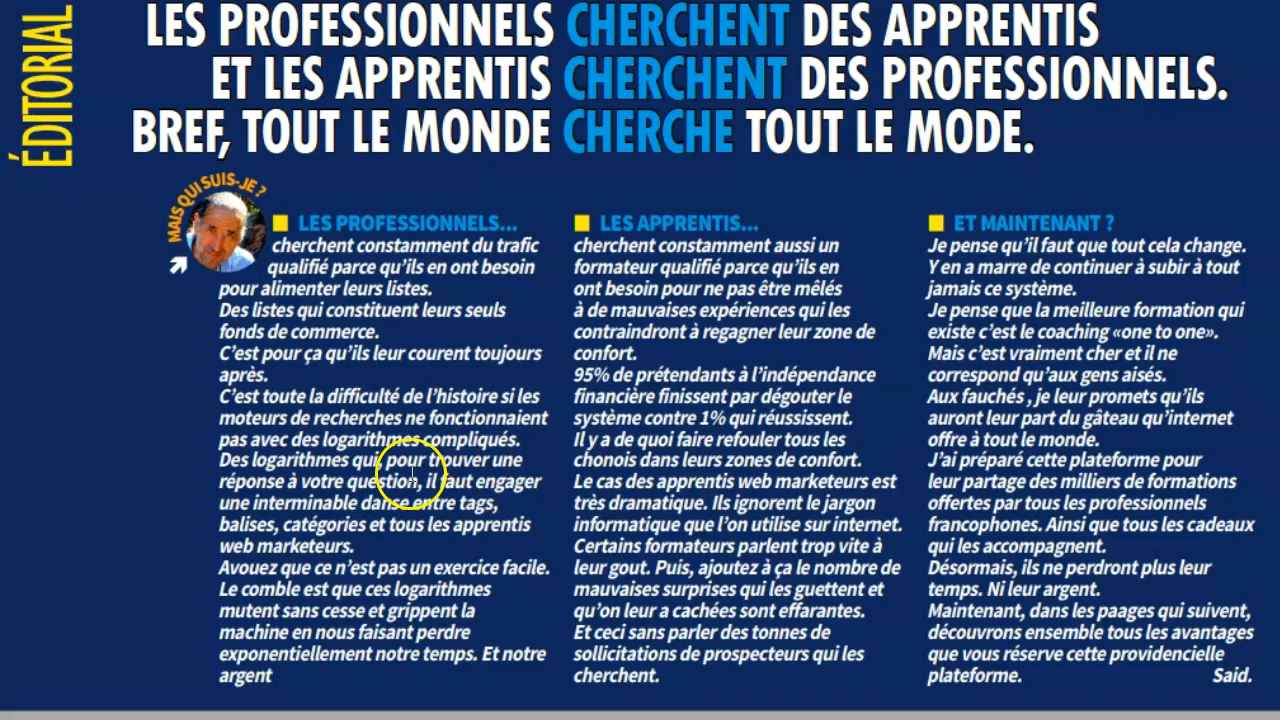 ÉDITORIAL
LES PROFESSIONNELS CHERCHENT DES APPRENTIS
ET LES APPRENTIS CHERCHENT DES PROFESSIONNELS.
BREF, TOUT LE MONDE CHERCHE TOUT LE MODE.
MAIS QUI SUIS-JE ?
LES PROFESSIONNELS...
cherchent constamment du trafic
qualifié parce qu'ils en ont besoin
pour alimenter leurs listes.
Des listes qui constituent leurs seuls
fonds de commerce.
C'est pour ça qu'ils leur courent toujours
après.
C'est toute la difficulté de l'histoire si les
moteurs de recherches ne fonctionnaient
pas avec des logarithmes compliqués.
Des logarithmes qui, pour trouver une
réponse à votre question, il faut engager
une interminable danse entre tags,
balises, catégories et tous les apprentis
web marketeurs.
Avouez que ce n'est pas un exercice facile.
Le comble est que ces logarithmes
mutent sans cesse et grippent la
machine en nous faisant perdre
exponentiellement notre temps. Et notre
argent
LES APPRENTIS...
cherchent constamment aussi un
formateur qualifié parce qu'ils en
ont besoin pour ne pas être mêlés
à de mauvaises expériences qui les
contraindront à regagner leur zone de
confort.
95% de prétendants à l'indépendance
financière finissent par dégouter le
système contre 1% qui réussissent.
Il y a de quoi faire refouler tous les
chonois dans leurs zones de confort.
Le cas des apprentis web marketeurs est
très dramatique. Ils ignorent le jargon
informatique que l'on utilise sur internet.
Certains formateurs parlent trop vite à
leur gout. Puis, ajoutez à ça le nombre de
mauvaises surprises qui les guettent et
qu'on leur a cachées sont effarantes.
Et ceci sans parler des tonnes de
sollicitations de prospecteurs qui les
cherchent.
ET MAINTENANT ?
Je pense qu'il faut que tout cela change.
Y en a marre de continuer à subir à tout
jamais ce système.
Je pense que la meilleure formation qui
existe c'est le coaching «one to one».
Mais c'est vraiment cher et il ne
correspond qu'aux gens aisés.
Aux fauchés , je leur promets qu'ils
auront leur part du gâteau qu'internet
offre à tout le monde.
J'ai préparé cette plateforme pour
leur partage des milliers de formations
offertes par tous les professionnels
francophones. Ainsi que tous les cadeaux
qui les accompagnent.
Désormais, ils ne perdront plus leur
temps. Ni leur argent.
Maintenant, dans les paages qui suivent,
découvrons ensemble tous les avantages
que vous réserve cette providencielle
plateforme. Said.